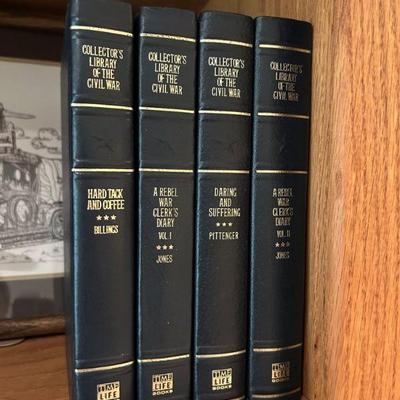 COLLECTOR'S
LIBRARY
OF THE
CIVIL WAR
HARD TACK
AND COFFEE
***
BILLINGS
TIME
LIFE
BOOKS
COLLECTOR'S
LIBRARY
OF THE
CIVIL WAR
A REBEL
WAR
CLERK'S
DIARY
VOL. I
***
JONES
TIME
LIFE
BOOKS
COLLECTOR'S
LIBRARY
OF THE
CIVIL WAR
DARING
AND
SUFFERING
***
PITTENGER
TIME
LIFE
BOOKS
COLLECTOR'S
LIBRARY
OF THE
CIVIL WAR
A REBEL
WAR
CLERK'S
DIARY
VOL. II
***
JONES
TIME
LIFE
BOOKS